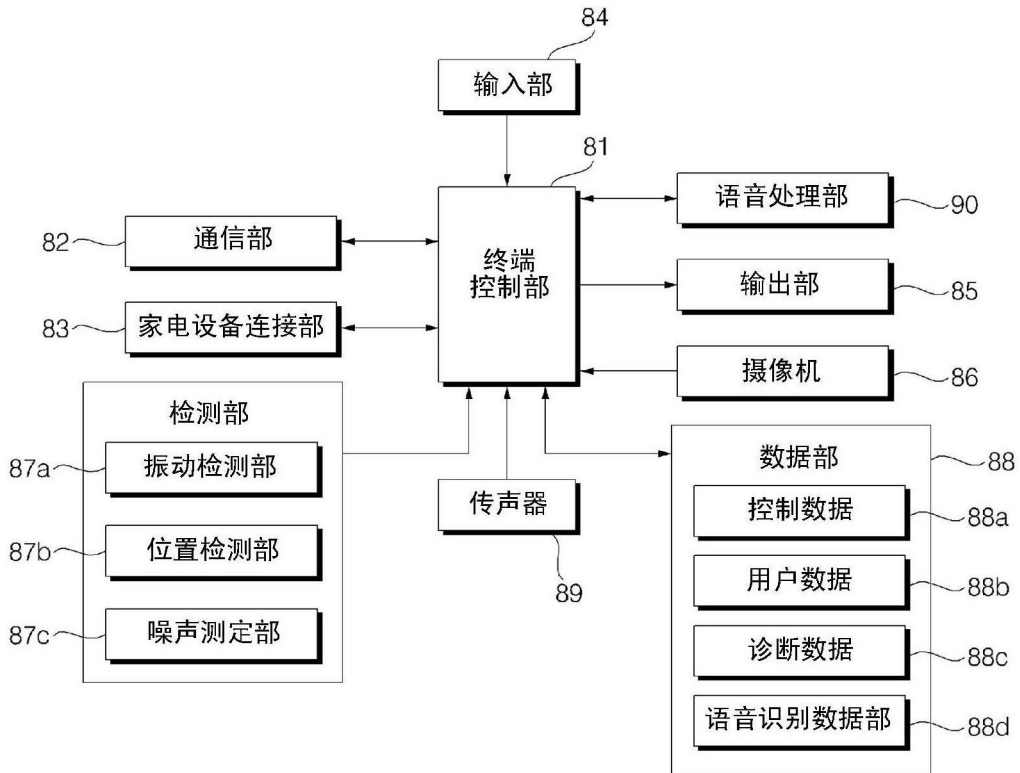 84
输入部
81
终端
控制部
语音处理部
90
82
通信部
输出部
85
83
家电设备连接部
摄像机
86
检测部
87a
振动检测部
87b
位置检测部
87c
噪声测定部
传声器
89
数据部
88
控制数据
88a
用户数据
88b
诊断数据
88c
语音识别数据部
88d